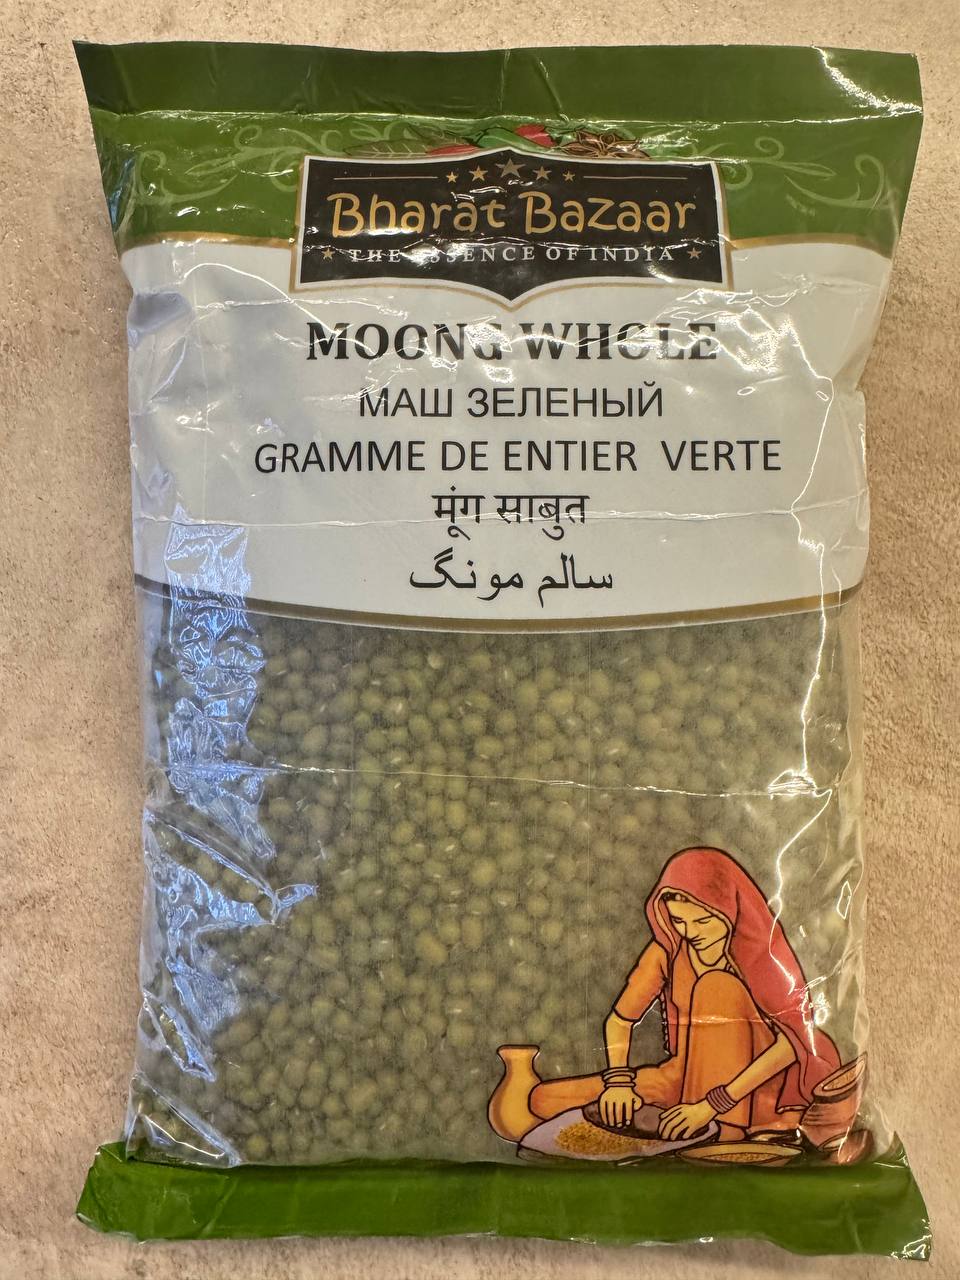 Bharat Bazaar
THE ESSENCE OF INDIA
MOONG WHOLE
МАШ ЗЕЛЕНЫЙ
GRAMME DE ENTIER VERTE
मूंग साबुत
سالم مونگ